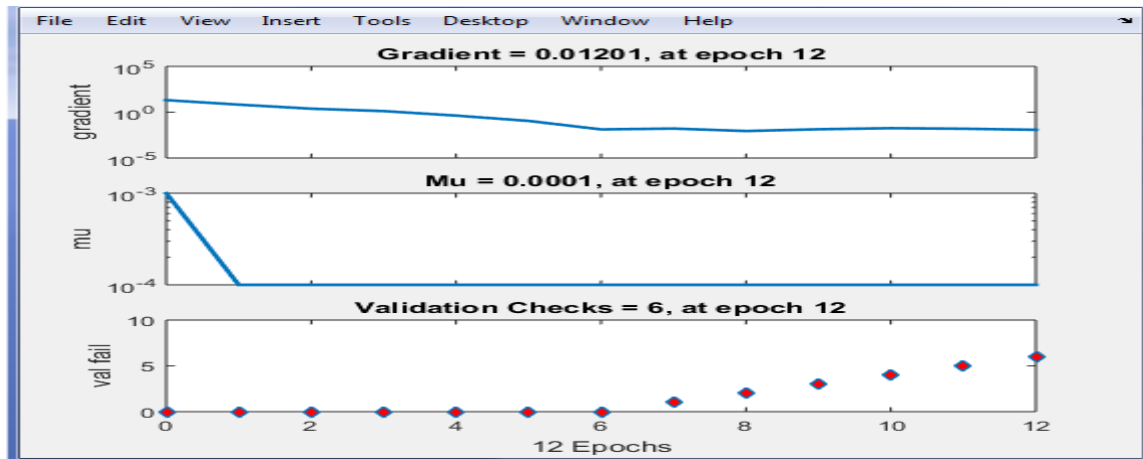 File Edit View Insert Tools Desktop Window Help
Gradient = 0.01201, at epoch 12
10^5
gradient
10^0
10^-5
Mu = 0.0001, at epoch 12
10^-3
mu
10^-4
Validation Checks = 6, at epoch 12
10
val fail
5
0
0 2 4 6 8 10 12
12 Epochs